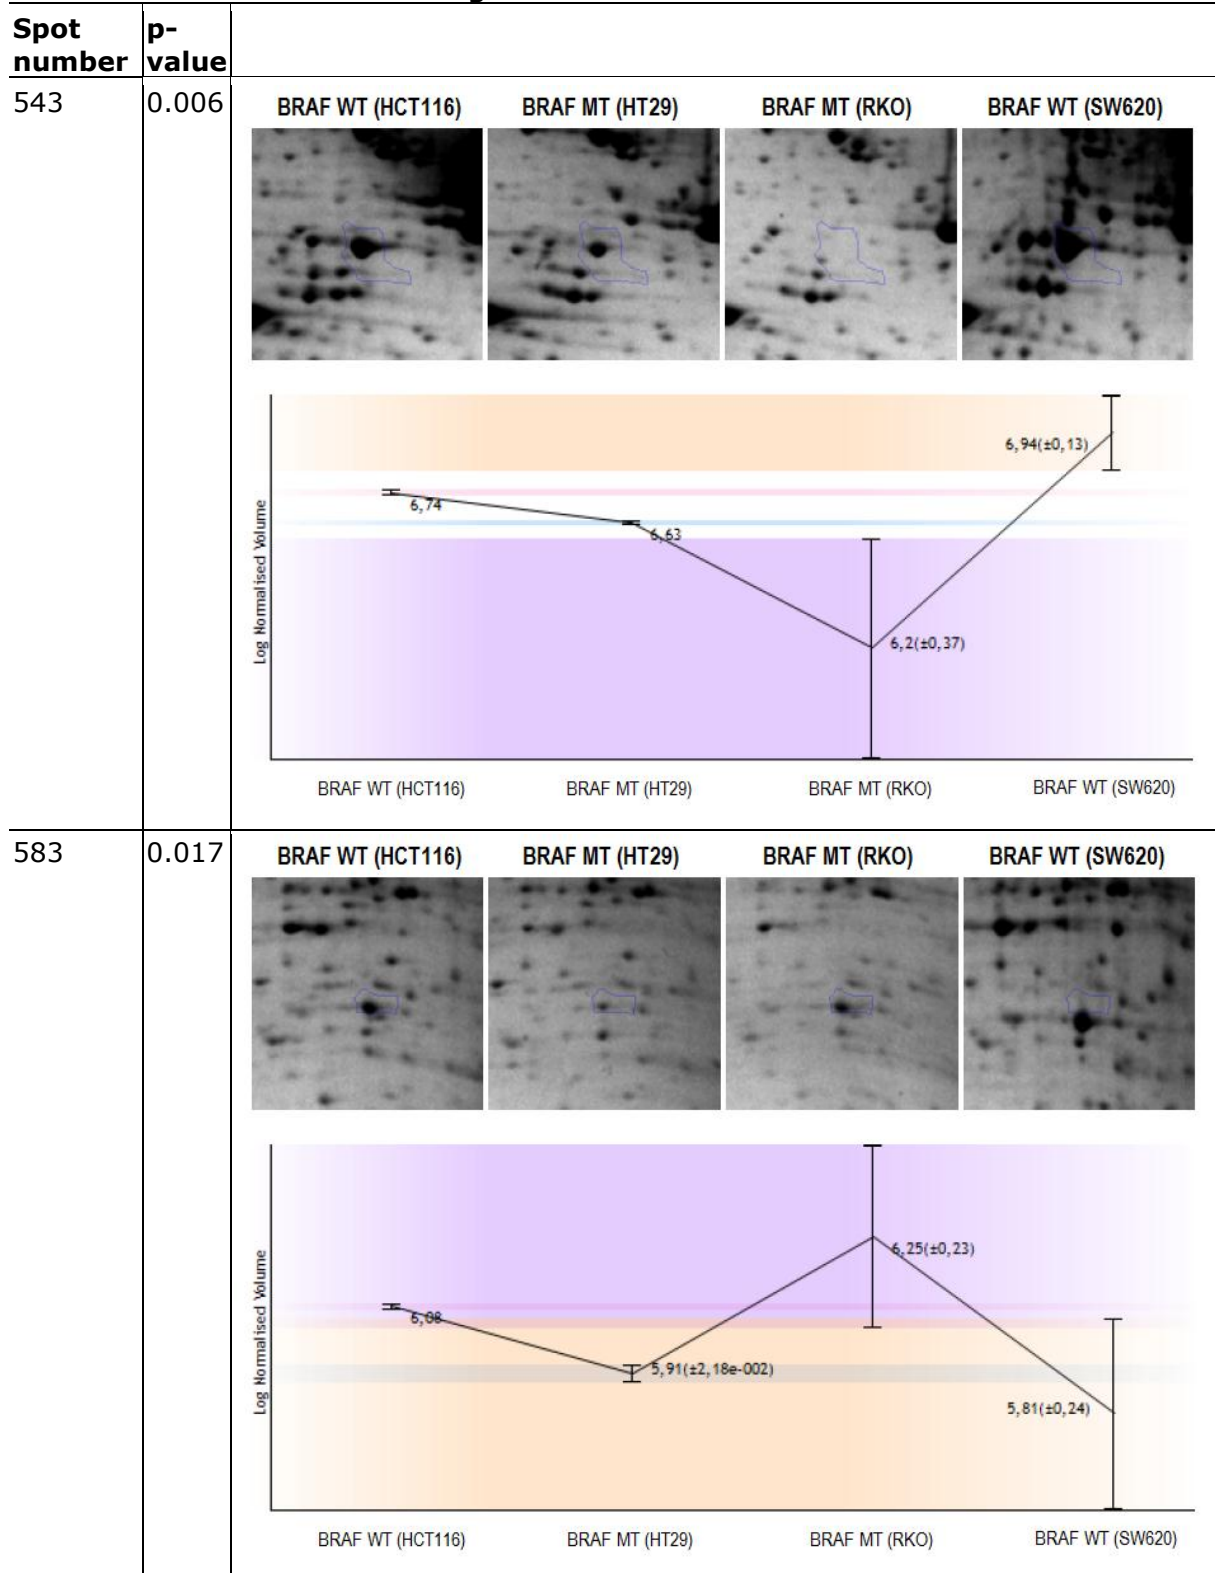 Spot number
p-value
543
0.006
BRAF WT (HCT116)
BRAF MT (HT29)
BRAF MT (RKO)
BRAF WT (SW620)
Log Normalised Volume
6,94(±0,13)
6,74
6,63
6,2(±0,37)
BRAF WT (HCT116)
BRAF MT (HT29)
BRAF MT (RKO)
BRAF WT (SW620)
583
0.017
BRAF WT (HCT116)
BRAF MT (HT29)
BRAF MT (RKO)
BRAF WT (SW620)
Log Normalised Volume
6,25(±0,23)
6,08
5,91(±2,18e-002)
5,81(±0,24)
BRAF WT (HCT116)
BRAF MT (HT29)
BRAF MT (RKO)
BRAF WT (SW620)